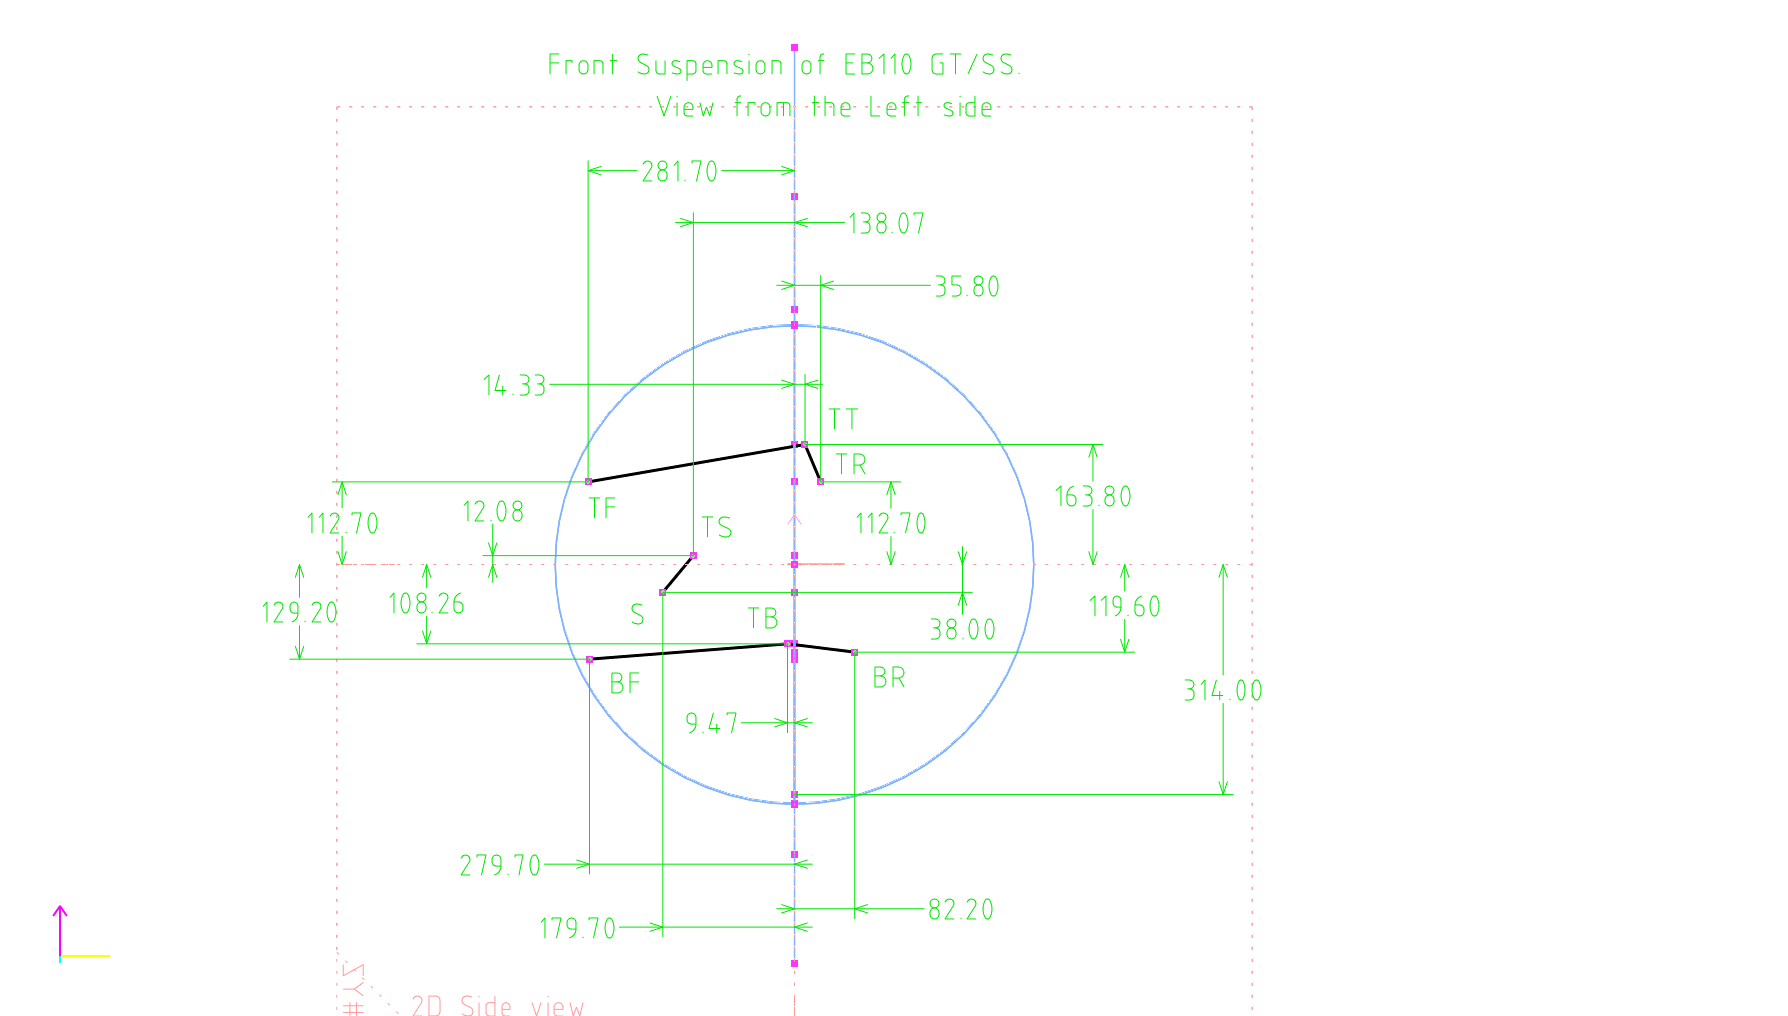 Front Suspension of EB110 GT/SS.
View from the Left side
281.70
138.07
35.80
14.33
TT
TR
TF
163.80
12.08
112.70
TS
112.70
129.20
108.26
S
TB
38.00
119.60
BF
BR
314.00
9.47
279.70
82.20
179.70
2D Side view